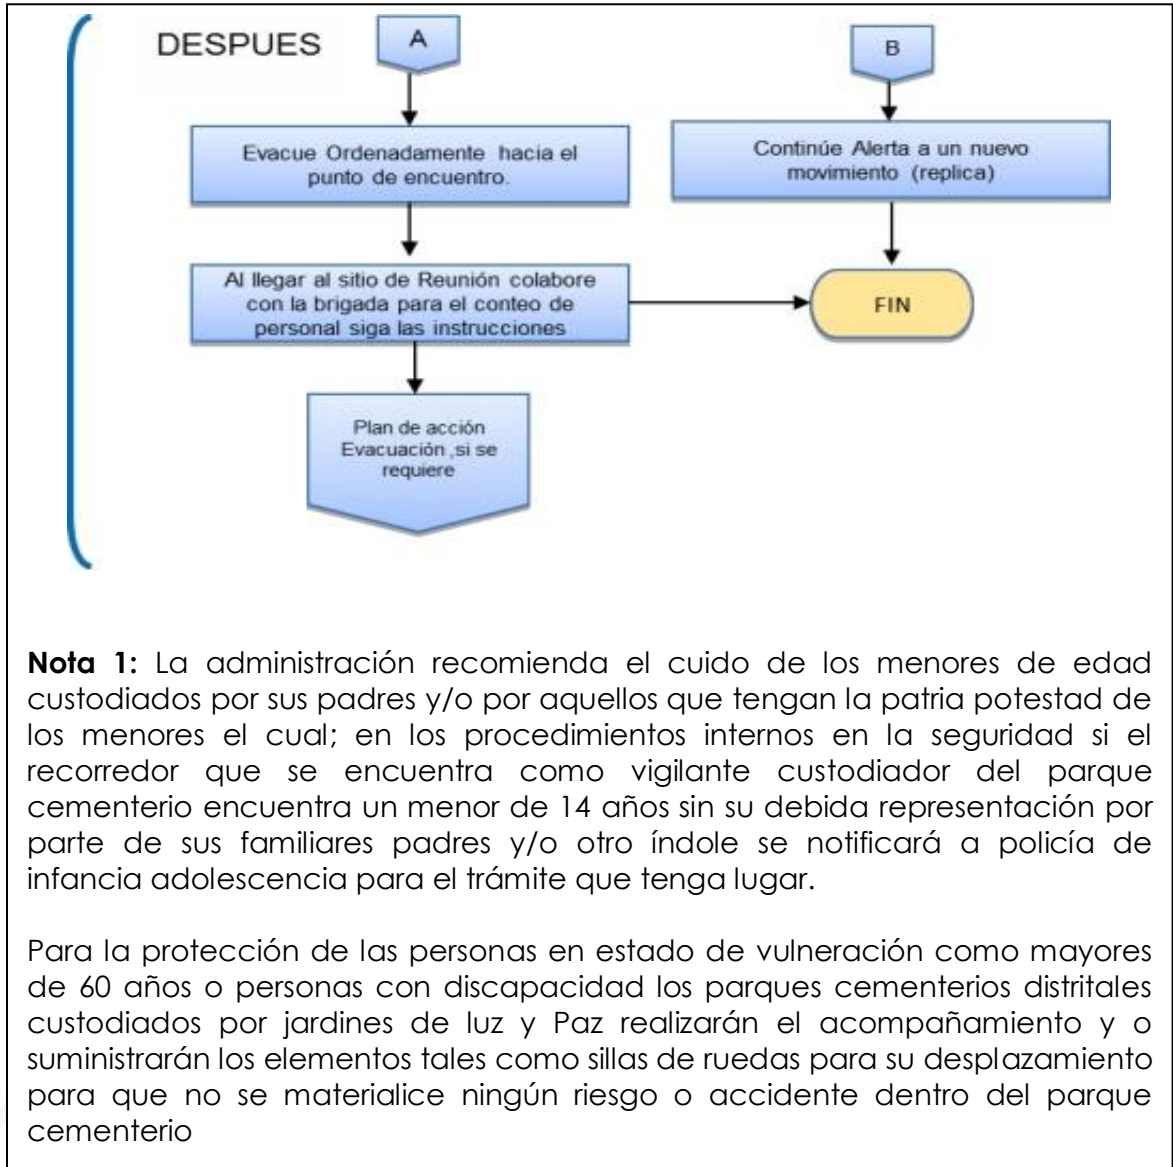 DESPUES
A
B
Evacue Ordenadamente hacia el
punto de encuentro.
Continúe Alerta a un nuevo
movimiento (replica)
Al llegar al sitio de Reunión colabore
con la brigada para el conteo de
personal siga las instrucciones
FIN
Plan de acción
Evacuación ,si se
requiere
Nota 1: La administración recomienda el cuido de los menores de edad
custodiados por sus padres y/o por aquellos que tengan la patria potestad de
los menores el cual; en los procedimientos internos en la seguridad si el
recorredor que se encuentra como vigilante custodiador del parque
cementerio encuentra un menor de 14 años sin su debida representación por
parte de sus familiares padres y/o otro índole se notificará a policía de
infancia adolescencia para el trámite que tenga lugar.
Para la protección de las personas en estado de vulneración como mayores
de 60 años o personas con discapacidad los parques cementerios distritales
custodiados por jardines de luz y Paz realizarán el acompañamiento y o
suministrarán los elementos tales como sillas de ruedas para su desplazamiento
para que no se materialice ningún riesgo o accidente dentro del parque
cementerio